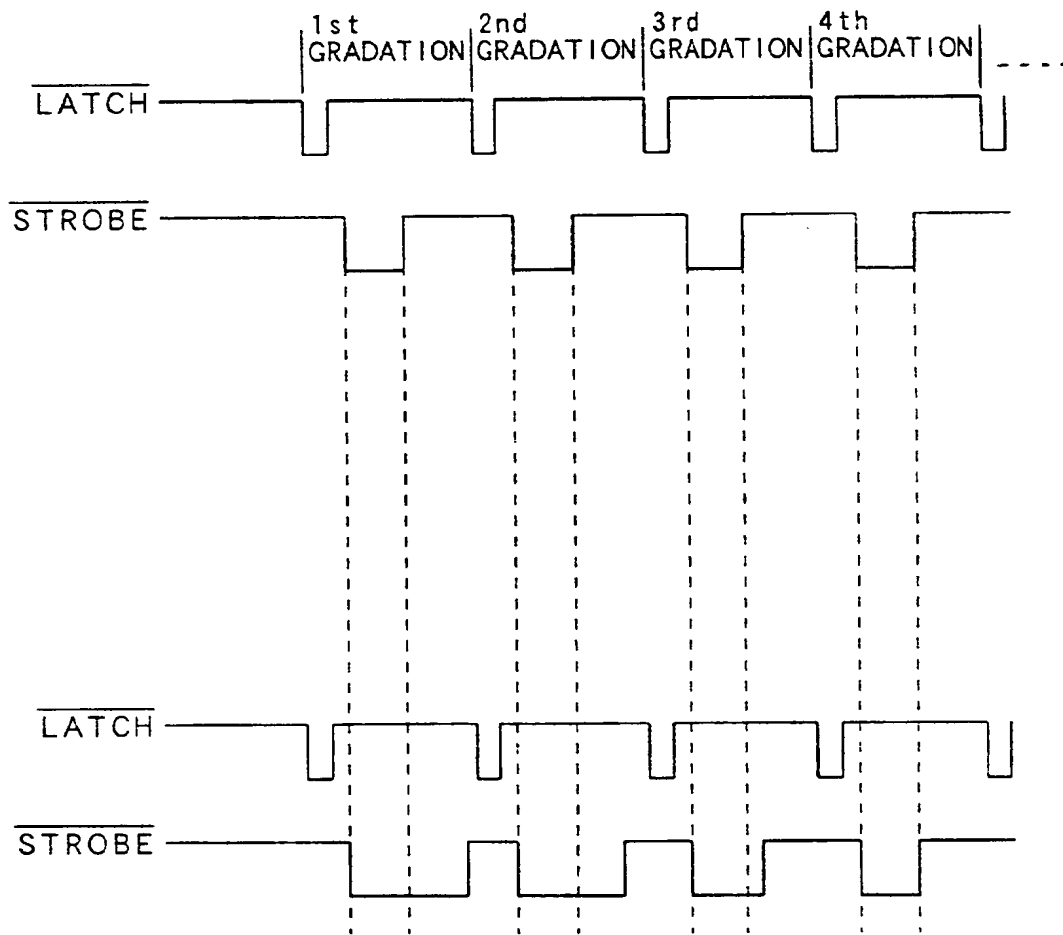 1st 2nd 3rd 4th
GRADATION GRADATION GRADATION GRADATION
LATCH
STROBE
LATCH
STROBE